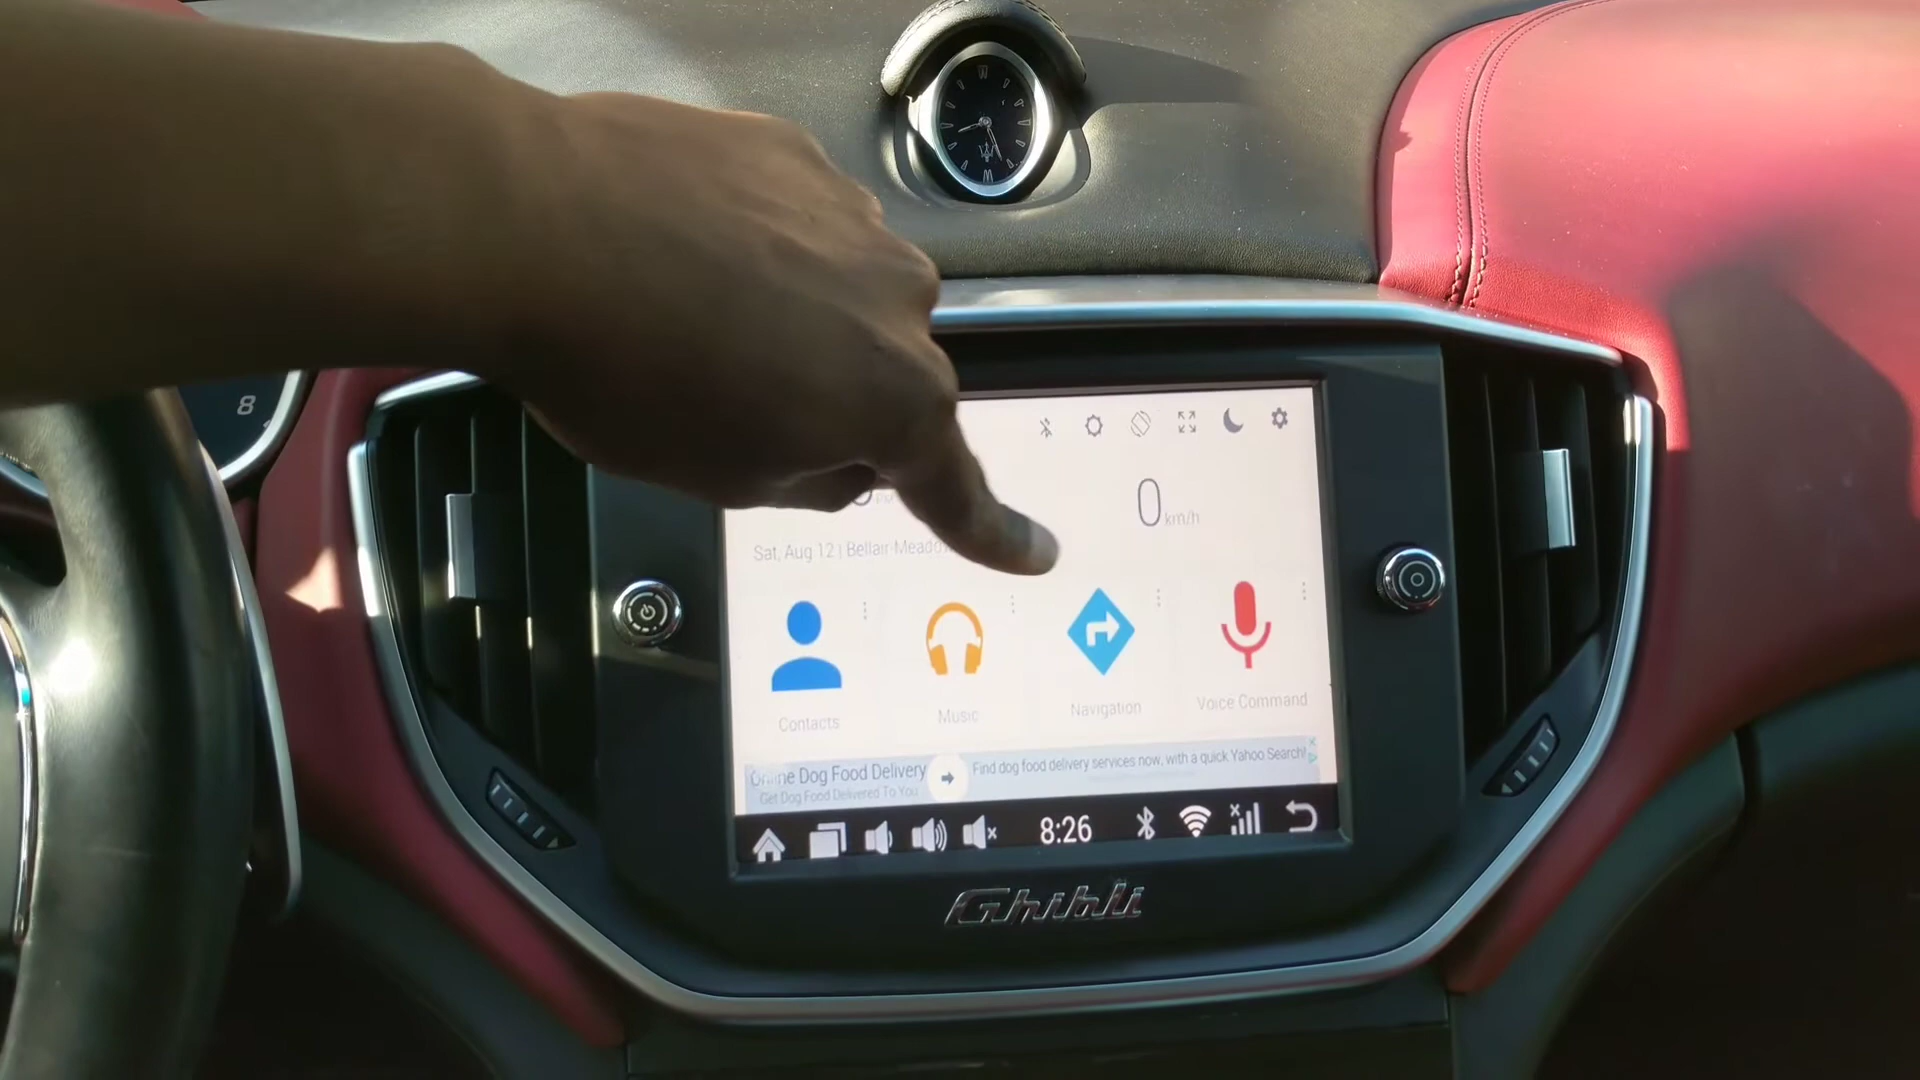 8
0 km/h
Sat, Aug 12 | Bellair-Meadow
Contacts
Music
Navigation
Voice Command
Online Dog Food Delivery
Get Dog Food Delivered To You
Find dog food delivery services now, with a quick Yahoo Search!
8:26
Ghibli